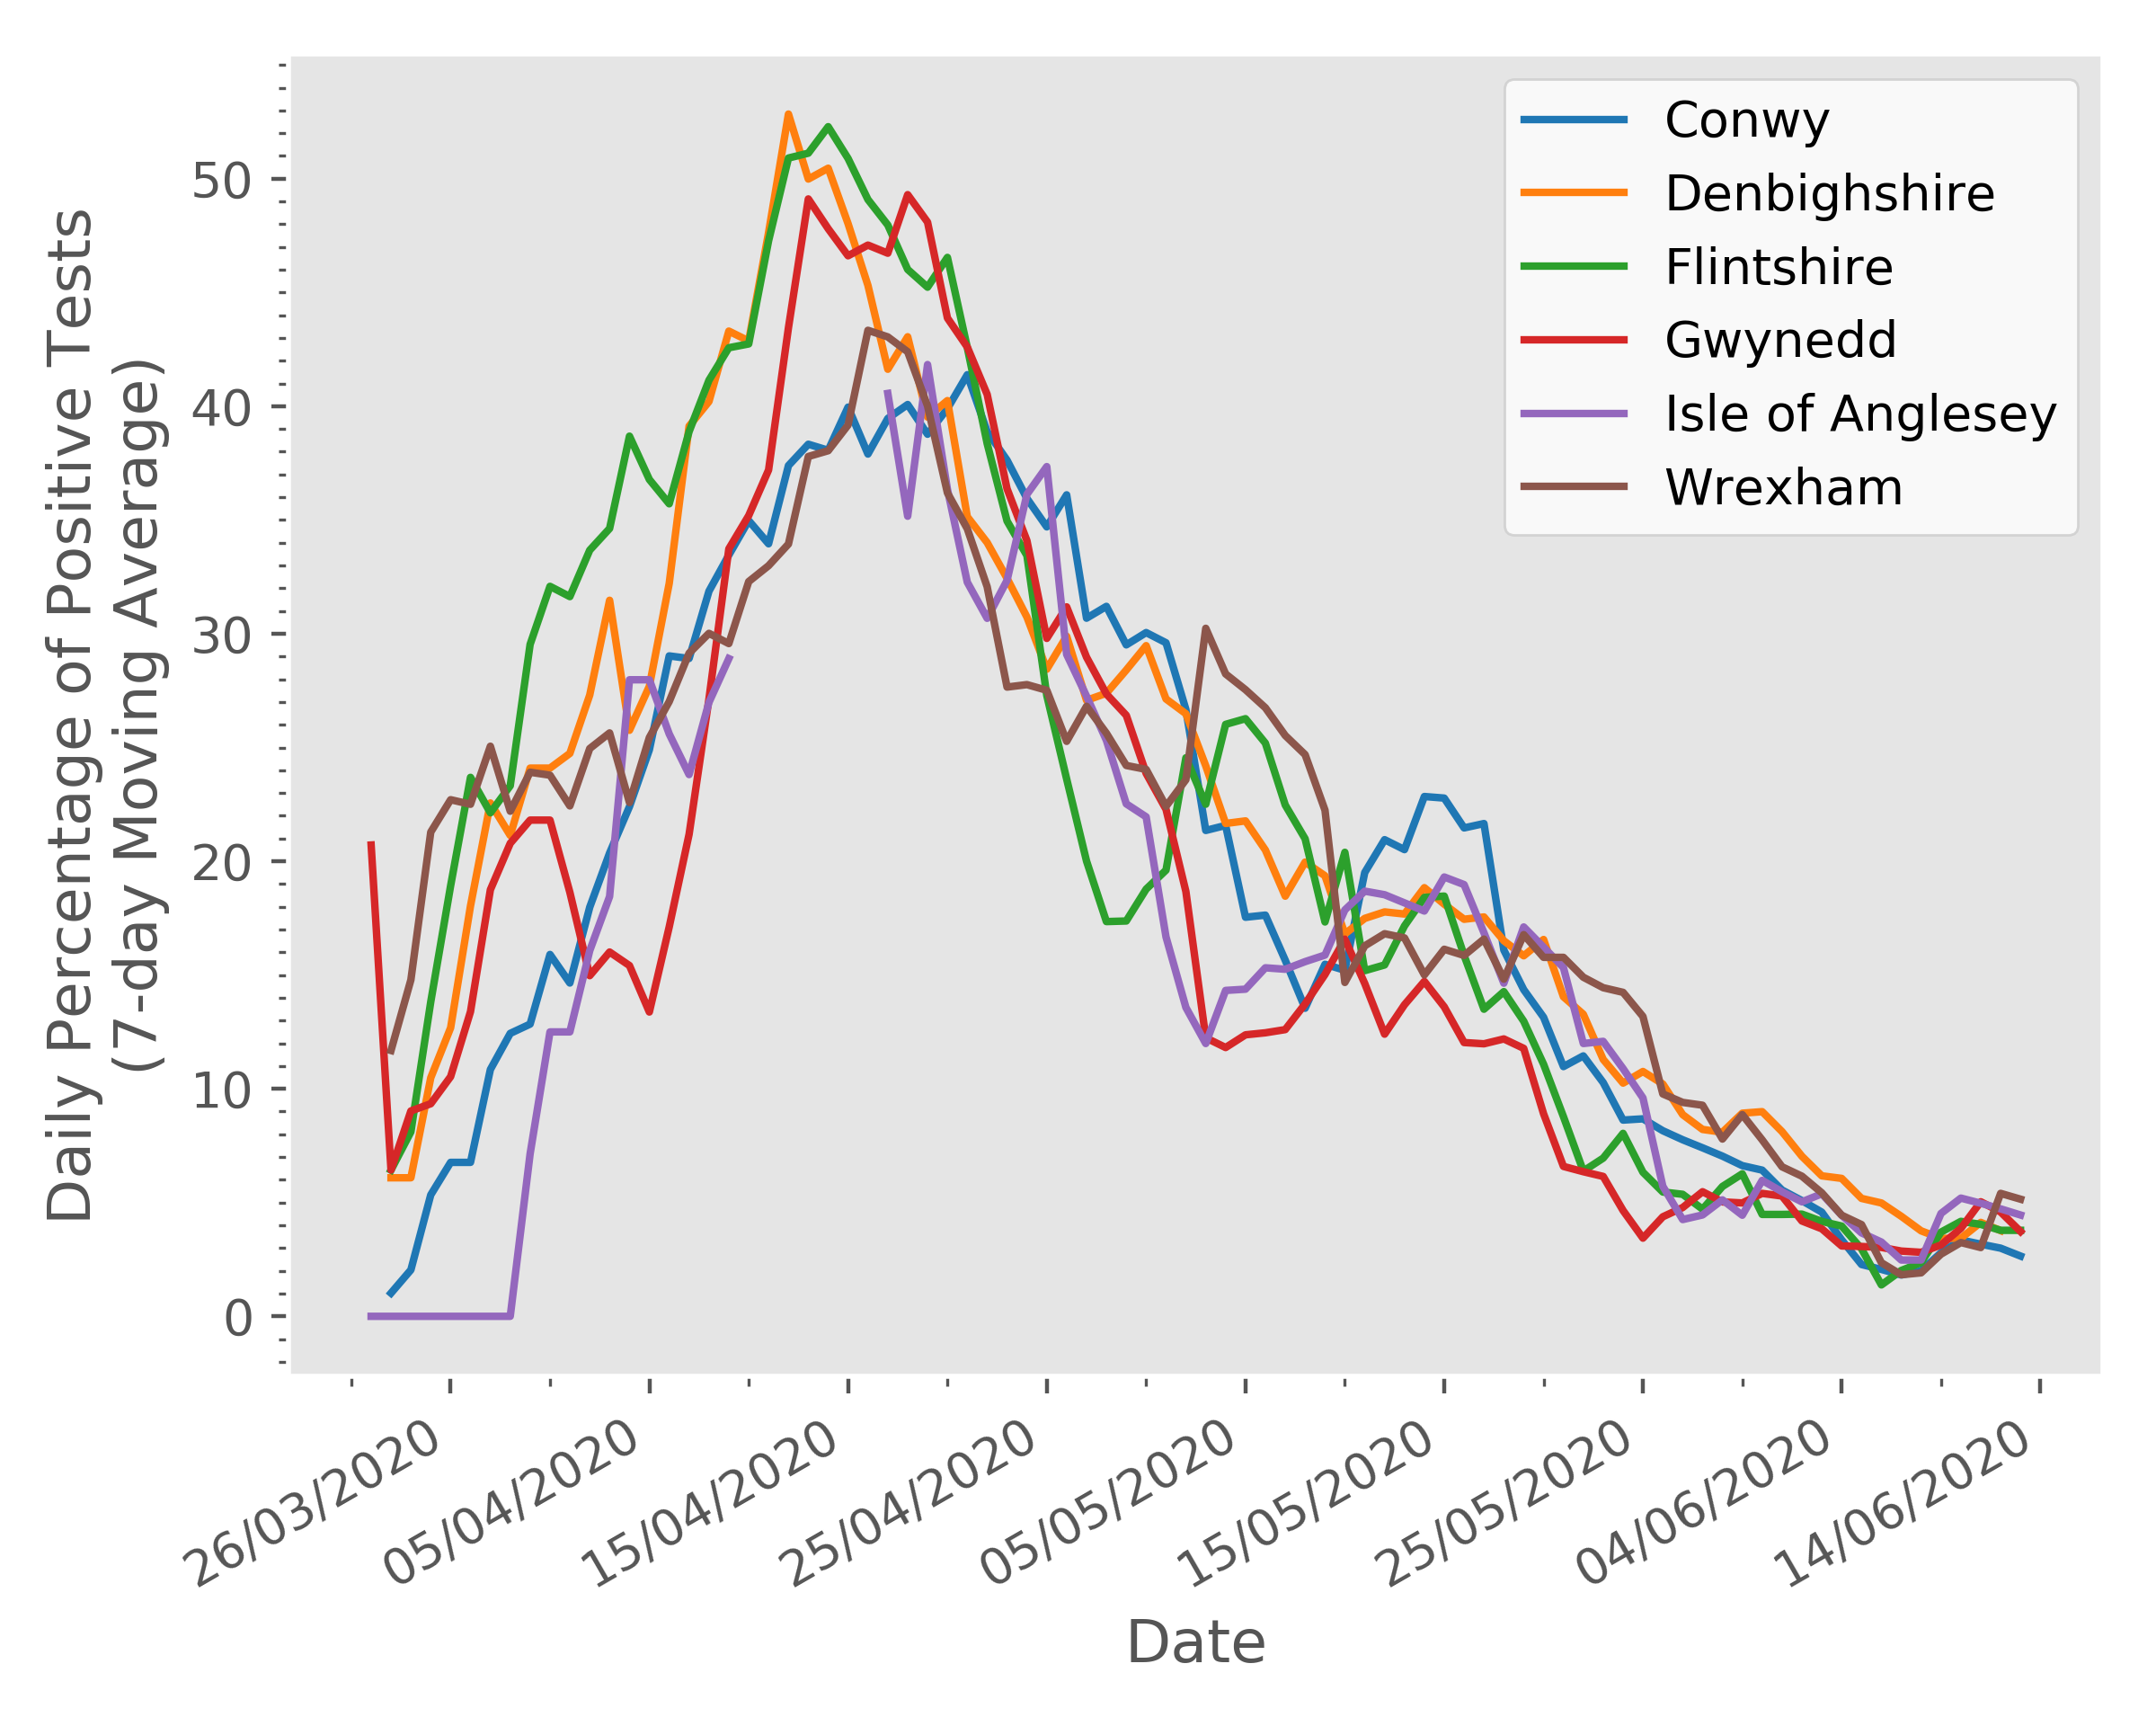 Daily Percentage of Positive Tests
(7-day Moving Average)
50
40
30
20
10
0
Conwy
Denbighshire
Flintshire
Gwynedd
Isle of Anglesey
Wrexham
26/03/2020
05/04/2020
15/04/2020
25/04/2020
05/05/2020
15/05/2020
25/05/2020
04/06/2020
14/06/2020
Date